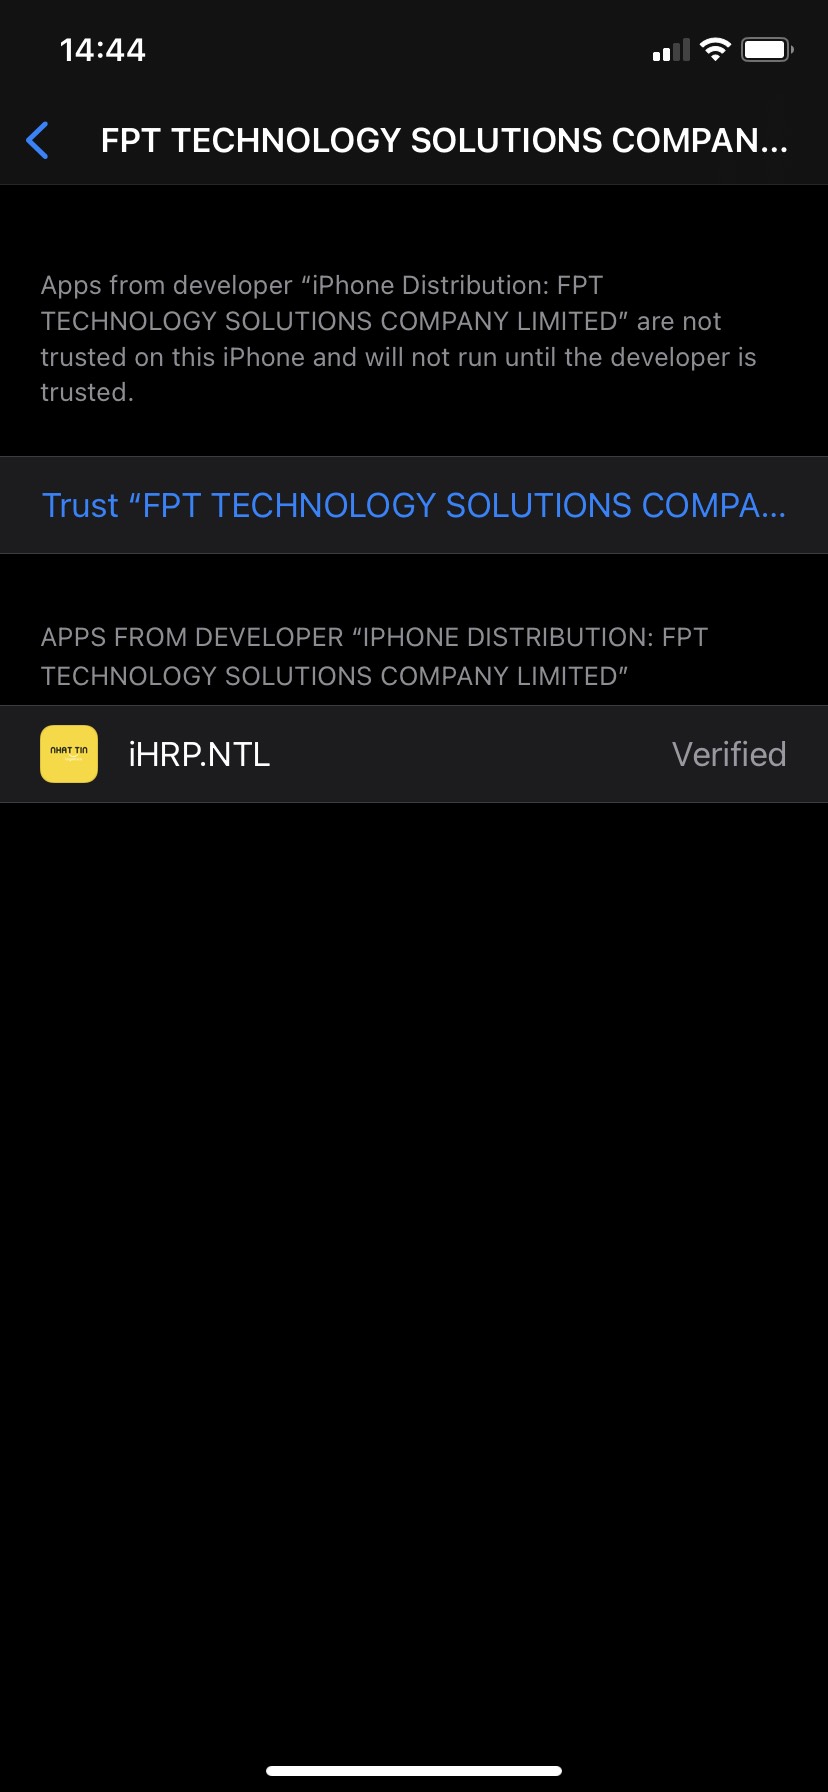 14:44
FPT TECHNOLOGY SOLUTIONS COMPAN...
Apps from developer “iPhone Distribution: FPT
TECHNOLOGY SOLUTIONS COMPANY LIMITED” are not
trusted on this iPhone and will not run until the developer is
trusted.
Trust “FPT TECHNOLOGY SOLUTIONS COMPA...
APPS FROM DEVELOPER “IPHONE DISTRIBUTION: FPT
TECHNOLOGY SOLUTIONS COMPANY LIMITED”
NHAT TIN
iHRP.NTL
Verified